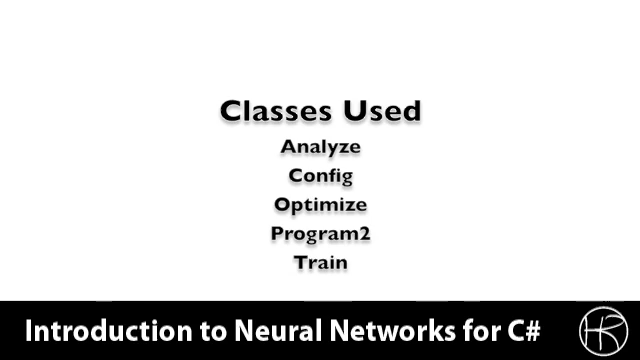 Classes Used
Analyze
Config
Optimize
Program2
Train
Introduction to Neural Networks for C#